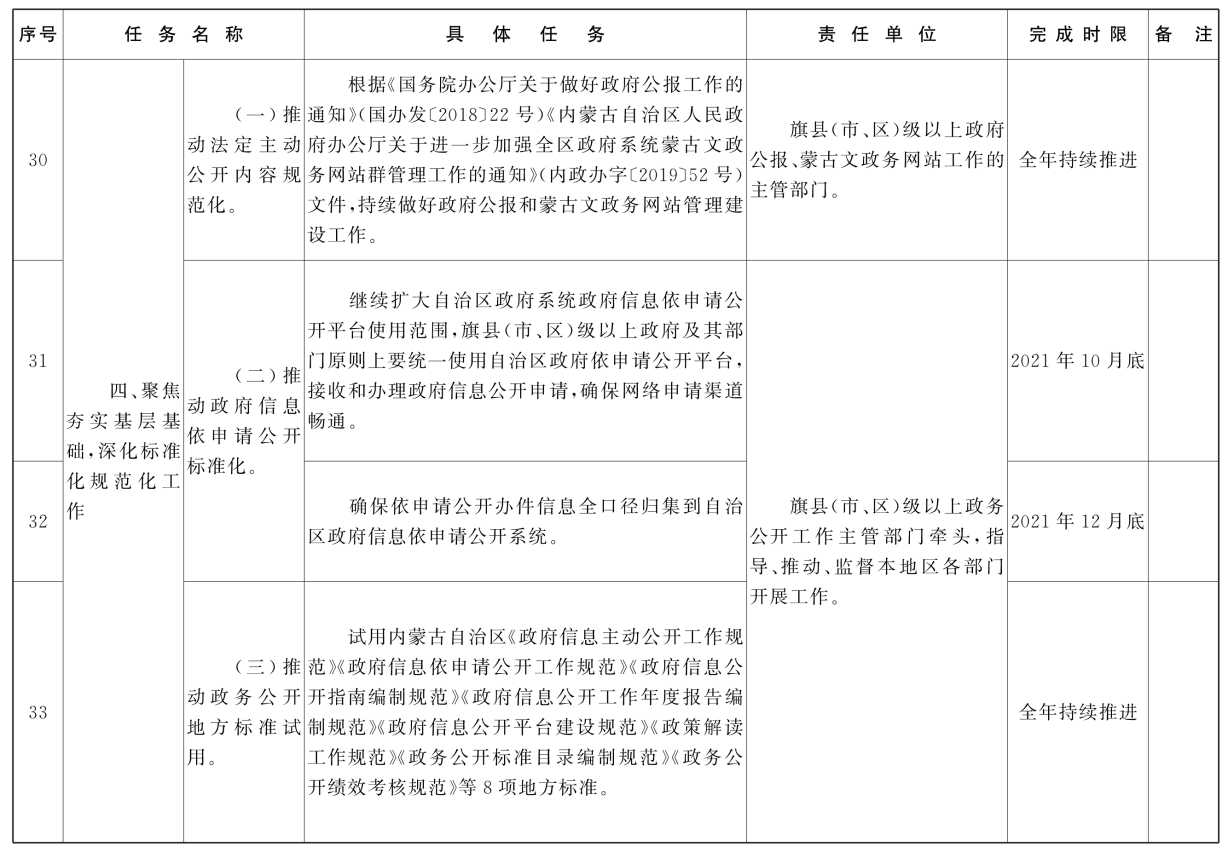 序号 任务名称 具体任务 责任单位 完成时限 备注
30
四、聚焦
夯实基层基
础,深化标准
化规范化工
作
(一)推
动法定主动
公开内容规
范化。
根据《国务院办公厅关于做好政府公报工作的
通知》(国办发〔2018〕22 号)《内蒙古自治区人民政
府办公厅关于进一步加强全区政府系统蒙古文政
务网站群管理工作的通知》(内政办字〔2019〕52 号)
文件,持续做好政府公报和蒙古文政务网站管理建
设工作。
旗县(市、区)级以上政府
公报、蒙古文政务网站工作的
主管部门。
全年持续推进
31
(二)推
动政府信息
依申请公开
标准化。
继续扩大自治区政府系统政府信息依申请公
开平台使用范围,旗县(市、区)级以上政府及其部
门原则上要统一使用自治区政府依申请公开平台,
接收和办理政府信息公开申请,确保网络申请渠道
畅通。
旗县(市、区)级以上政务
公开工作主管部门牵头,指
导、推动、监督本地区各部门
开展工作。
2021 年 10 月底
32
确保依申请公开办件信息全口径归集到自治
区政府信息依申请公开系统。
2021 年 12 月底
33
(三)推
动政务公开
地方标准试
用。
试用内蒙古自治区《政府信息主动公开工作规
范》《政府信息依申请公开工作规范》《政府信息公
开指南编制规范》《政府信息公开工作年度报告编
制规范》《政府信息公开平台建设规范》《政策解读
工作规范》《政务公开标准目录编制规范》《政务公
开绩效考核规范》等 8 项地方标准。
全年持续推进